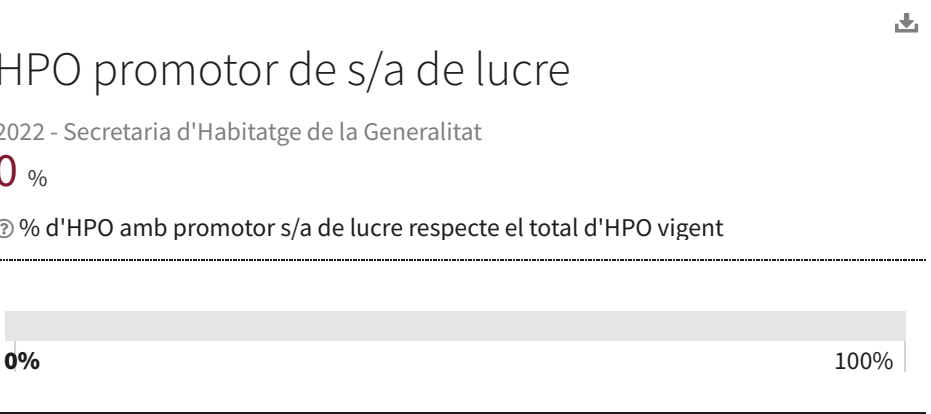 HPO promotor de s/a de lucre
2022 - Secretaria d'Habitatge de la Generalitat
0 %
% d'HPO amb promotor s/a de lucre respecte el total d'HPO vigent
0%
100%